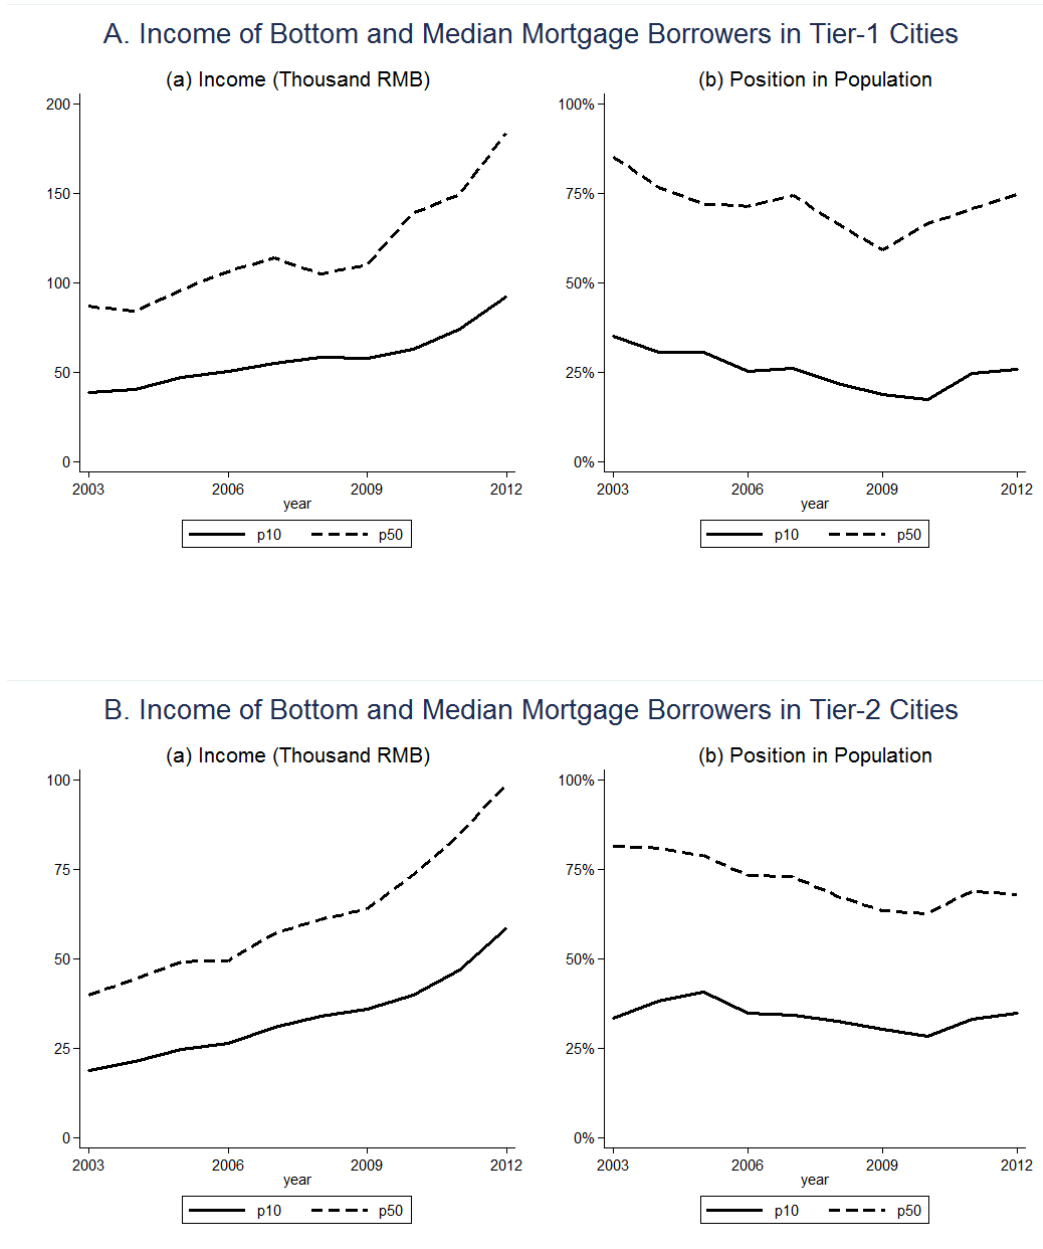 A. Income of Bottom and Median Mortgage Borrowers in Tier-1 Cities
(a) Income (Thousand RMB)
200
150
100
50
0
2003 2006 2009 2012
year
p10 p50
(b) Position in Population
100%
75%
50%
25%
0%
2003 2006 2009 2012
year
p10 p50
B. Income of Bottom and Median Mortgage Borrowers in Tier-2 Cities
(a) Income (Thousand RMB)
100
75
50
25
0
2003 2006 2009 2012
year
p10 p50
(b) Position in Population
100%
75%
50%
25%
0%
2003 2006 2009 2012
year
p10 p50